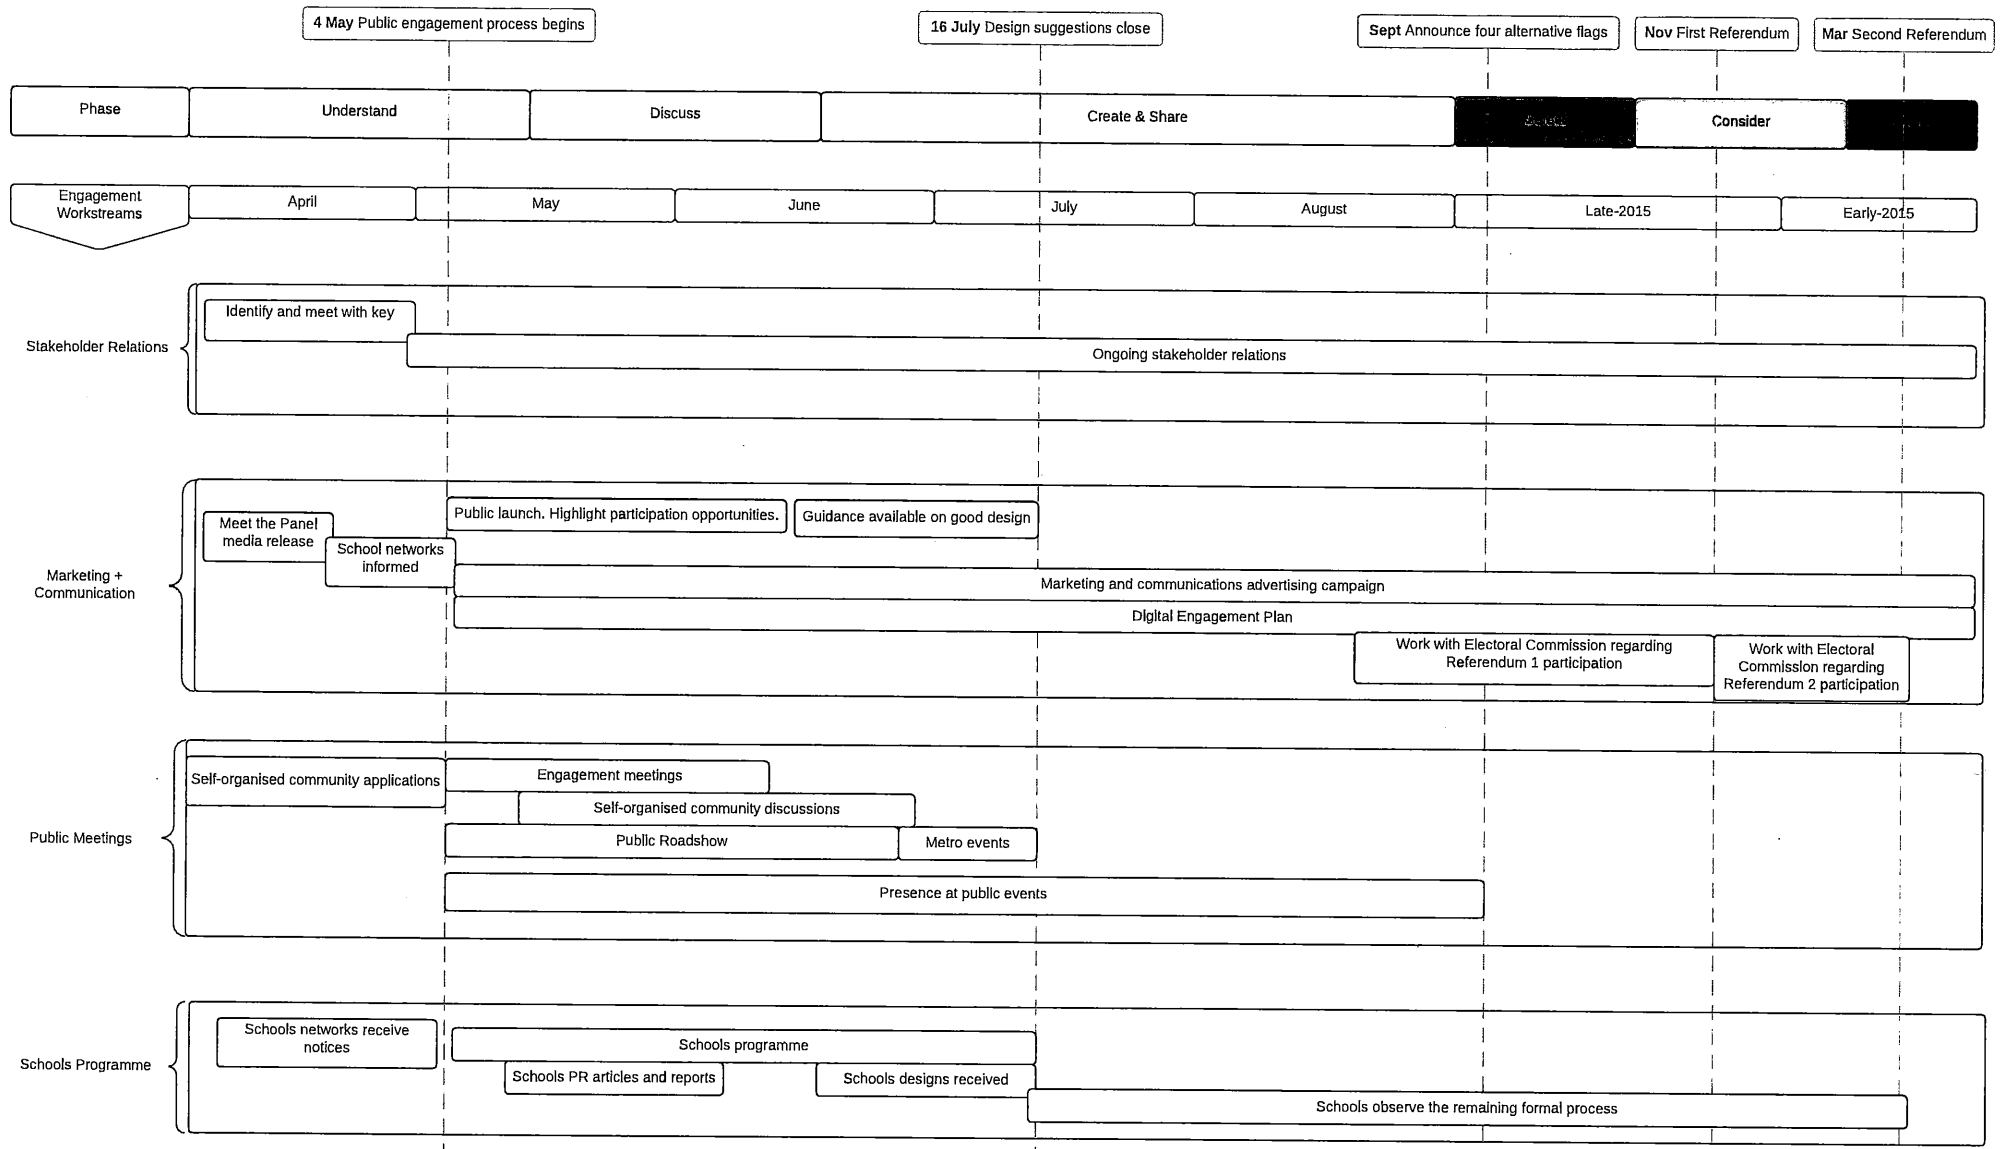 4 May Public engagement process begins
16 July Design suggestions close
Sept Announce four alternative flags
Nov First Referendum
Mar Second Referendum
Phase
Understand
Discuss
Create & Share
Consider
Engagement
Workstreams
April
May
June
July
August
Late-2015
Early-2015
Stakeholder Relations
Identify and meet with key
Ongoing stakeholder relations
Marketing +
Communication
Meet the Panel
media release
School networks
informed
Public launch. Highlight participation opportunities.
Guidance available on good design
Marketing and communications advertising campaign
Digital Engagement Plan
Work with Electoral Commission regarding
Referendum 1 participation
Work with Electoral
Commission regarding
Referendum 2 participation
Public Meetings
Self-organised community applications
Engagement meetings
Self-organised community discussions
Public Roadshow
Metro events
Presence at public events
Schools Programme
Schools networks receive
notices
Schools programme
Schools PR articles and reports
Schools designs received
Schools observe the remaining formal process